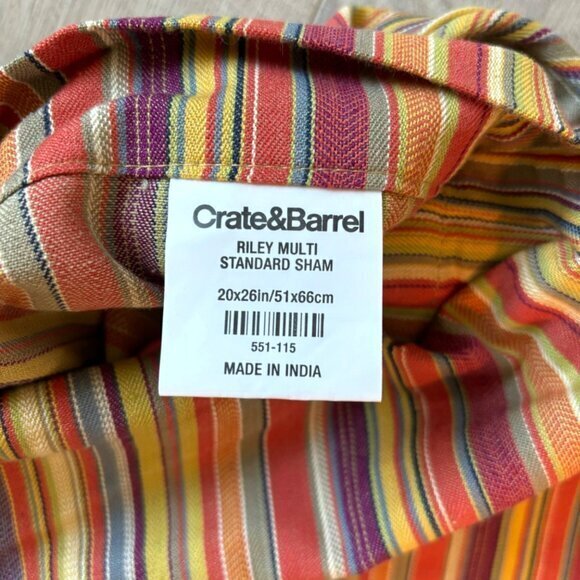 Crate&Barrel
RILEY MULTI
STANDARD SHAM
20x26in/51x66cm
551-115
MADE IN INDIA